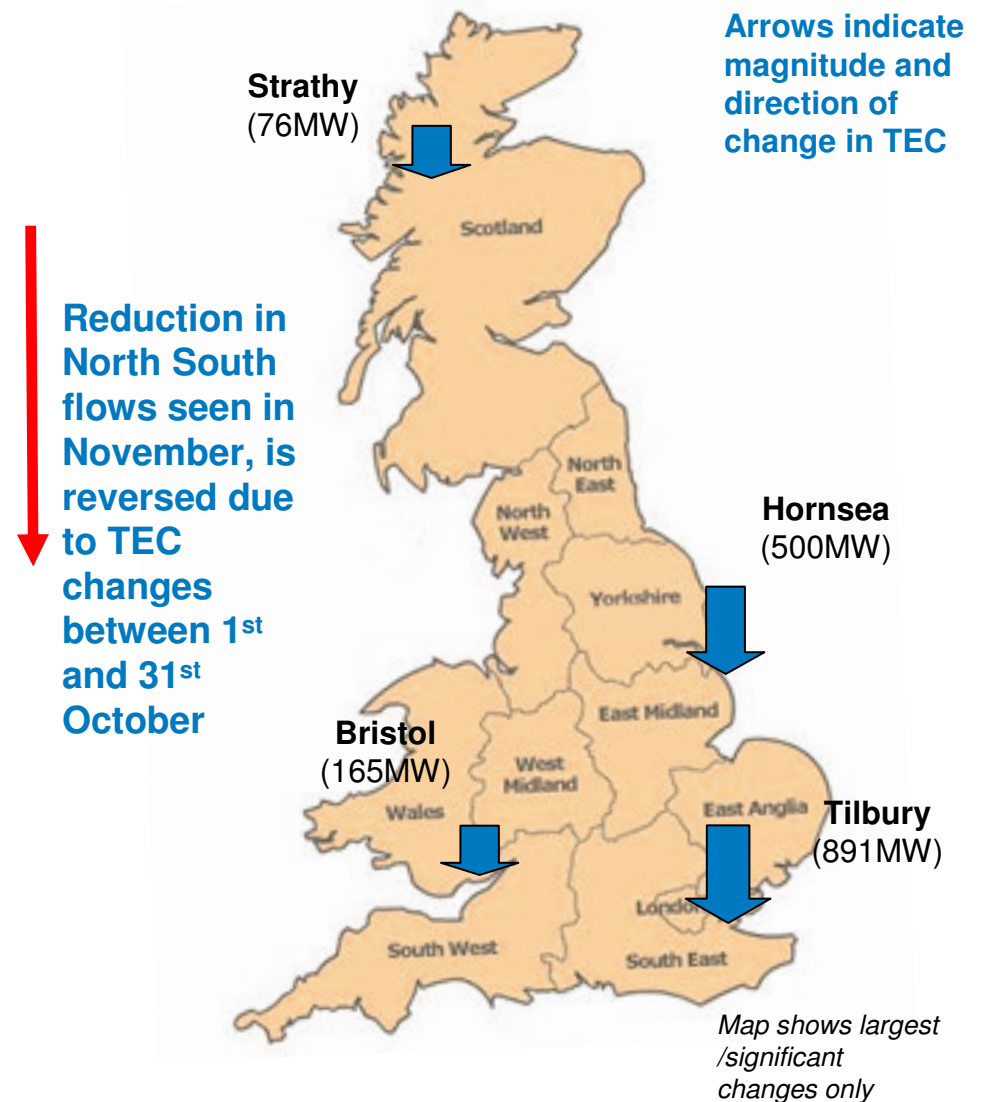 Arrows indicate
magnitude and
direction of
change in TEC
Strathy
(76MW)
Scotland
Reduction in
North South
flows seen in
November, is
reversed due
to TEC
changes
between 1st
and 31st
October
North
East
North
West
Hornsea
(500MW)
Yorkshire
East Midland
Bristol
(165MW)
West
Midland
Wales
East Anglia
Tilbury
(891MW)
London
South West
South East
Map shows largest
/significant
changes only